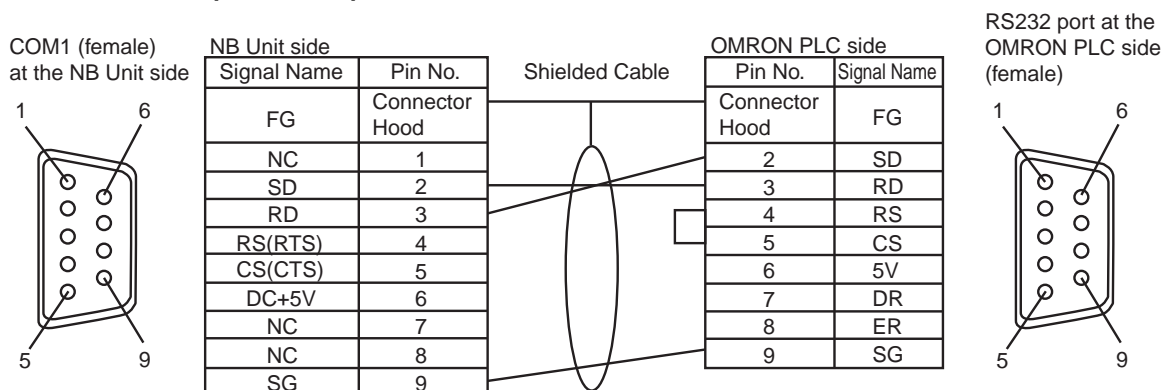 COM1 (female)
at the NB Unit side
1 6
5 9
NB Unit side
Signal Name Pin No.
FG Connector Hood
NC 1
SD 2
RD 3
RS(RTS) 4
CS(CTS) 5
DC+5V 6
NC 7
NC 8
SG 9
Shielded Cable
OMRON PLC side
Pin No. Signal Name
Connector Hood FG
2 SD
3 RD
4 RS
5 CS
6 5V
7 DR
8 ER
9 SG
RS232 port at the
OMRON PLC side
(female)
1 6
5 9